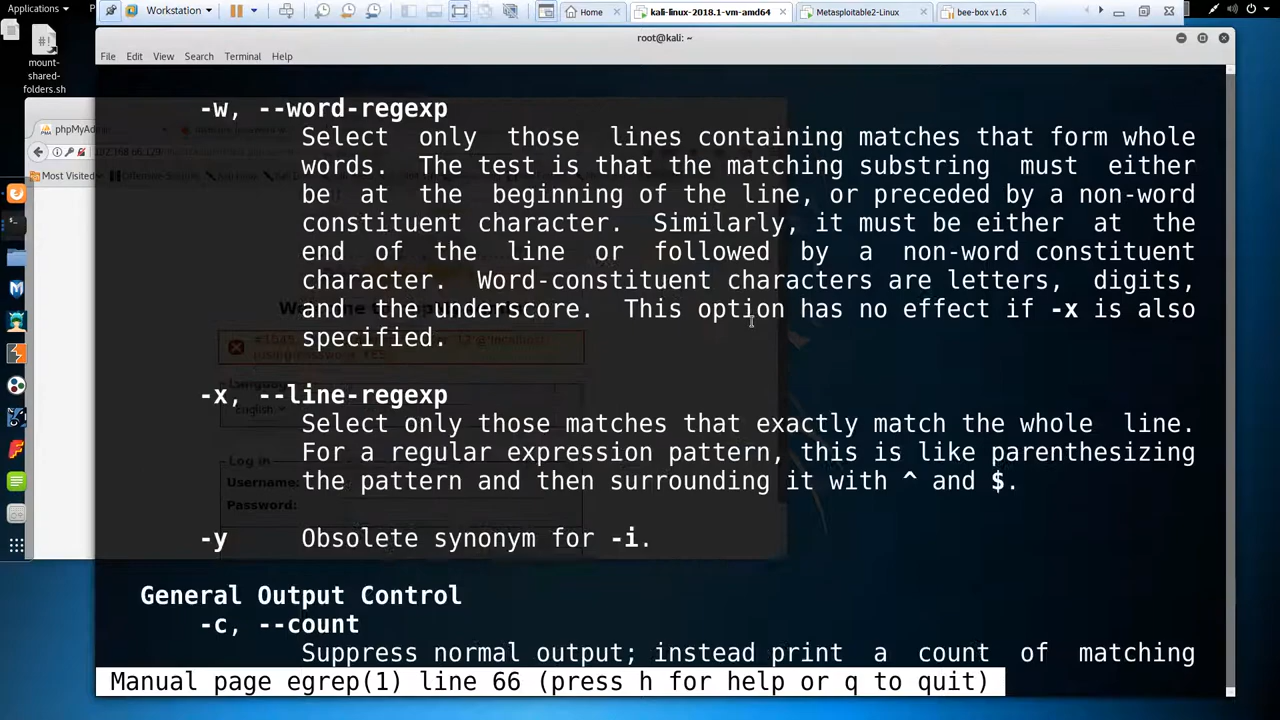 Applications
Workstation
Home
kali-linux-2018.1-vm-amd64
Metasploitable2-Linux
bee-box v1.6
root@kali: ~
File Edit View Search Terminal Help
mount-
shared-
folders.sh
phpMyAd
Most Visited
-w, --word-regexp
Select only those lines containing matches that form whole
words. The test is that the matching substring must either
be at the beginning of the line, or preceded by a non-word
constituent character. Similarly, it must be either at the
end of the line or followed by a non-word constituent
character. Word-constituent characters are letters, digits,
and the underscore. This option has no effect if -x is also
specified.
-x, --line-regexp
Select only those matches that exactly match the whole line.
For a regular expression pattern, this is like parenthesizing
the pattern and then surrounding it with ^ and $.
-y Obsolete synonym for -i.
General Output Control
-c, --count
Suppress normal output; instead print a count of matching
Manual page egrep(1) line 66 (press h for help or q to quit)
English
Log in
Username:
Password: